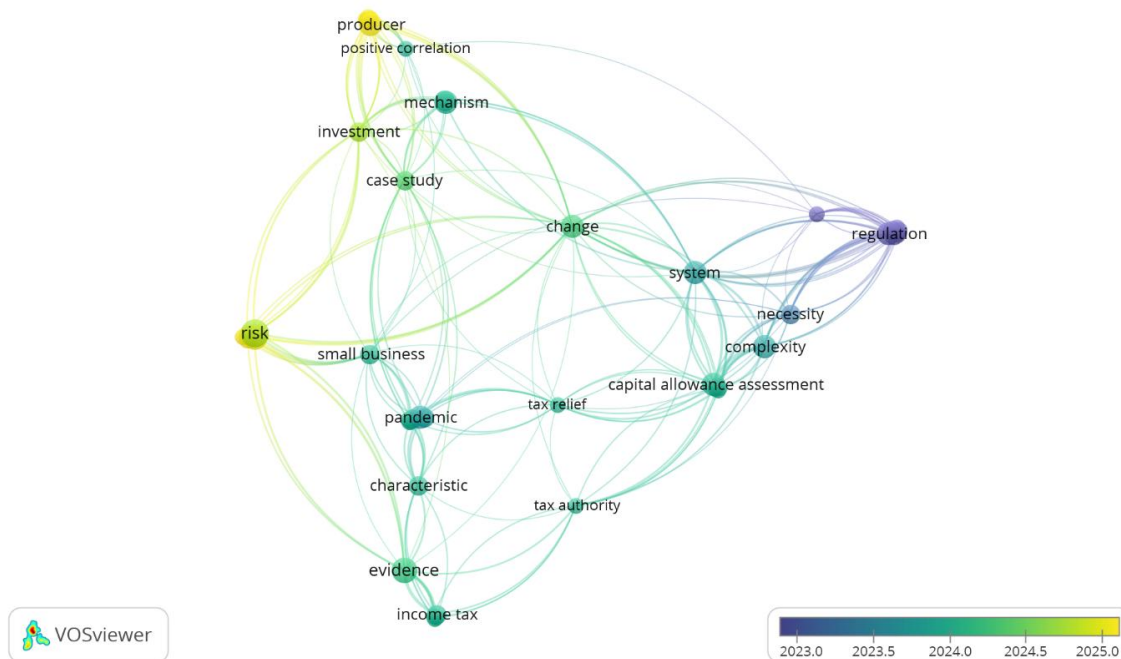 producer
positive correlation
mechanism
investment
case study
change
regulation
system
necessity
risk
small business
complexity
capital allowance assessment
tax relief
pandemic
characteristic
tax authority
evidence
income tax
VOSviewer
2023.0 2023.5 2024.0 2024.5 2025.0